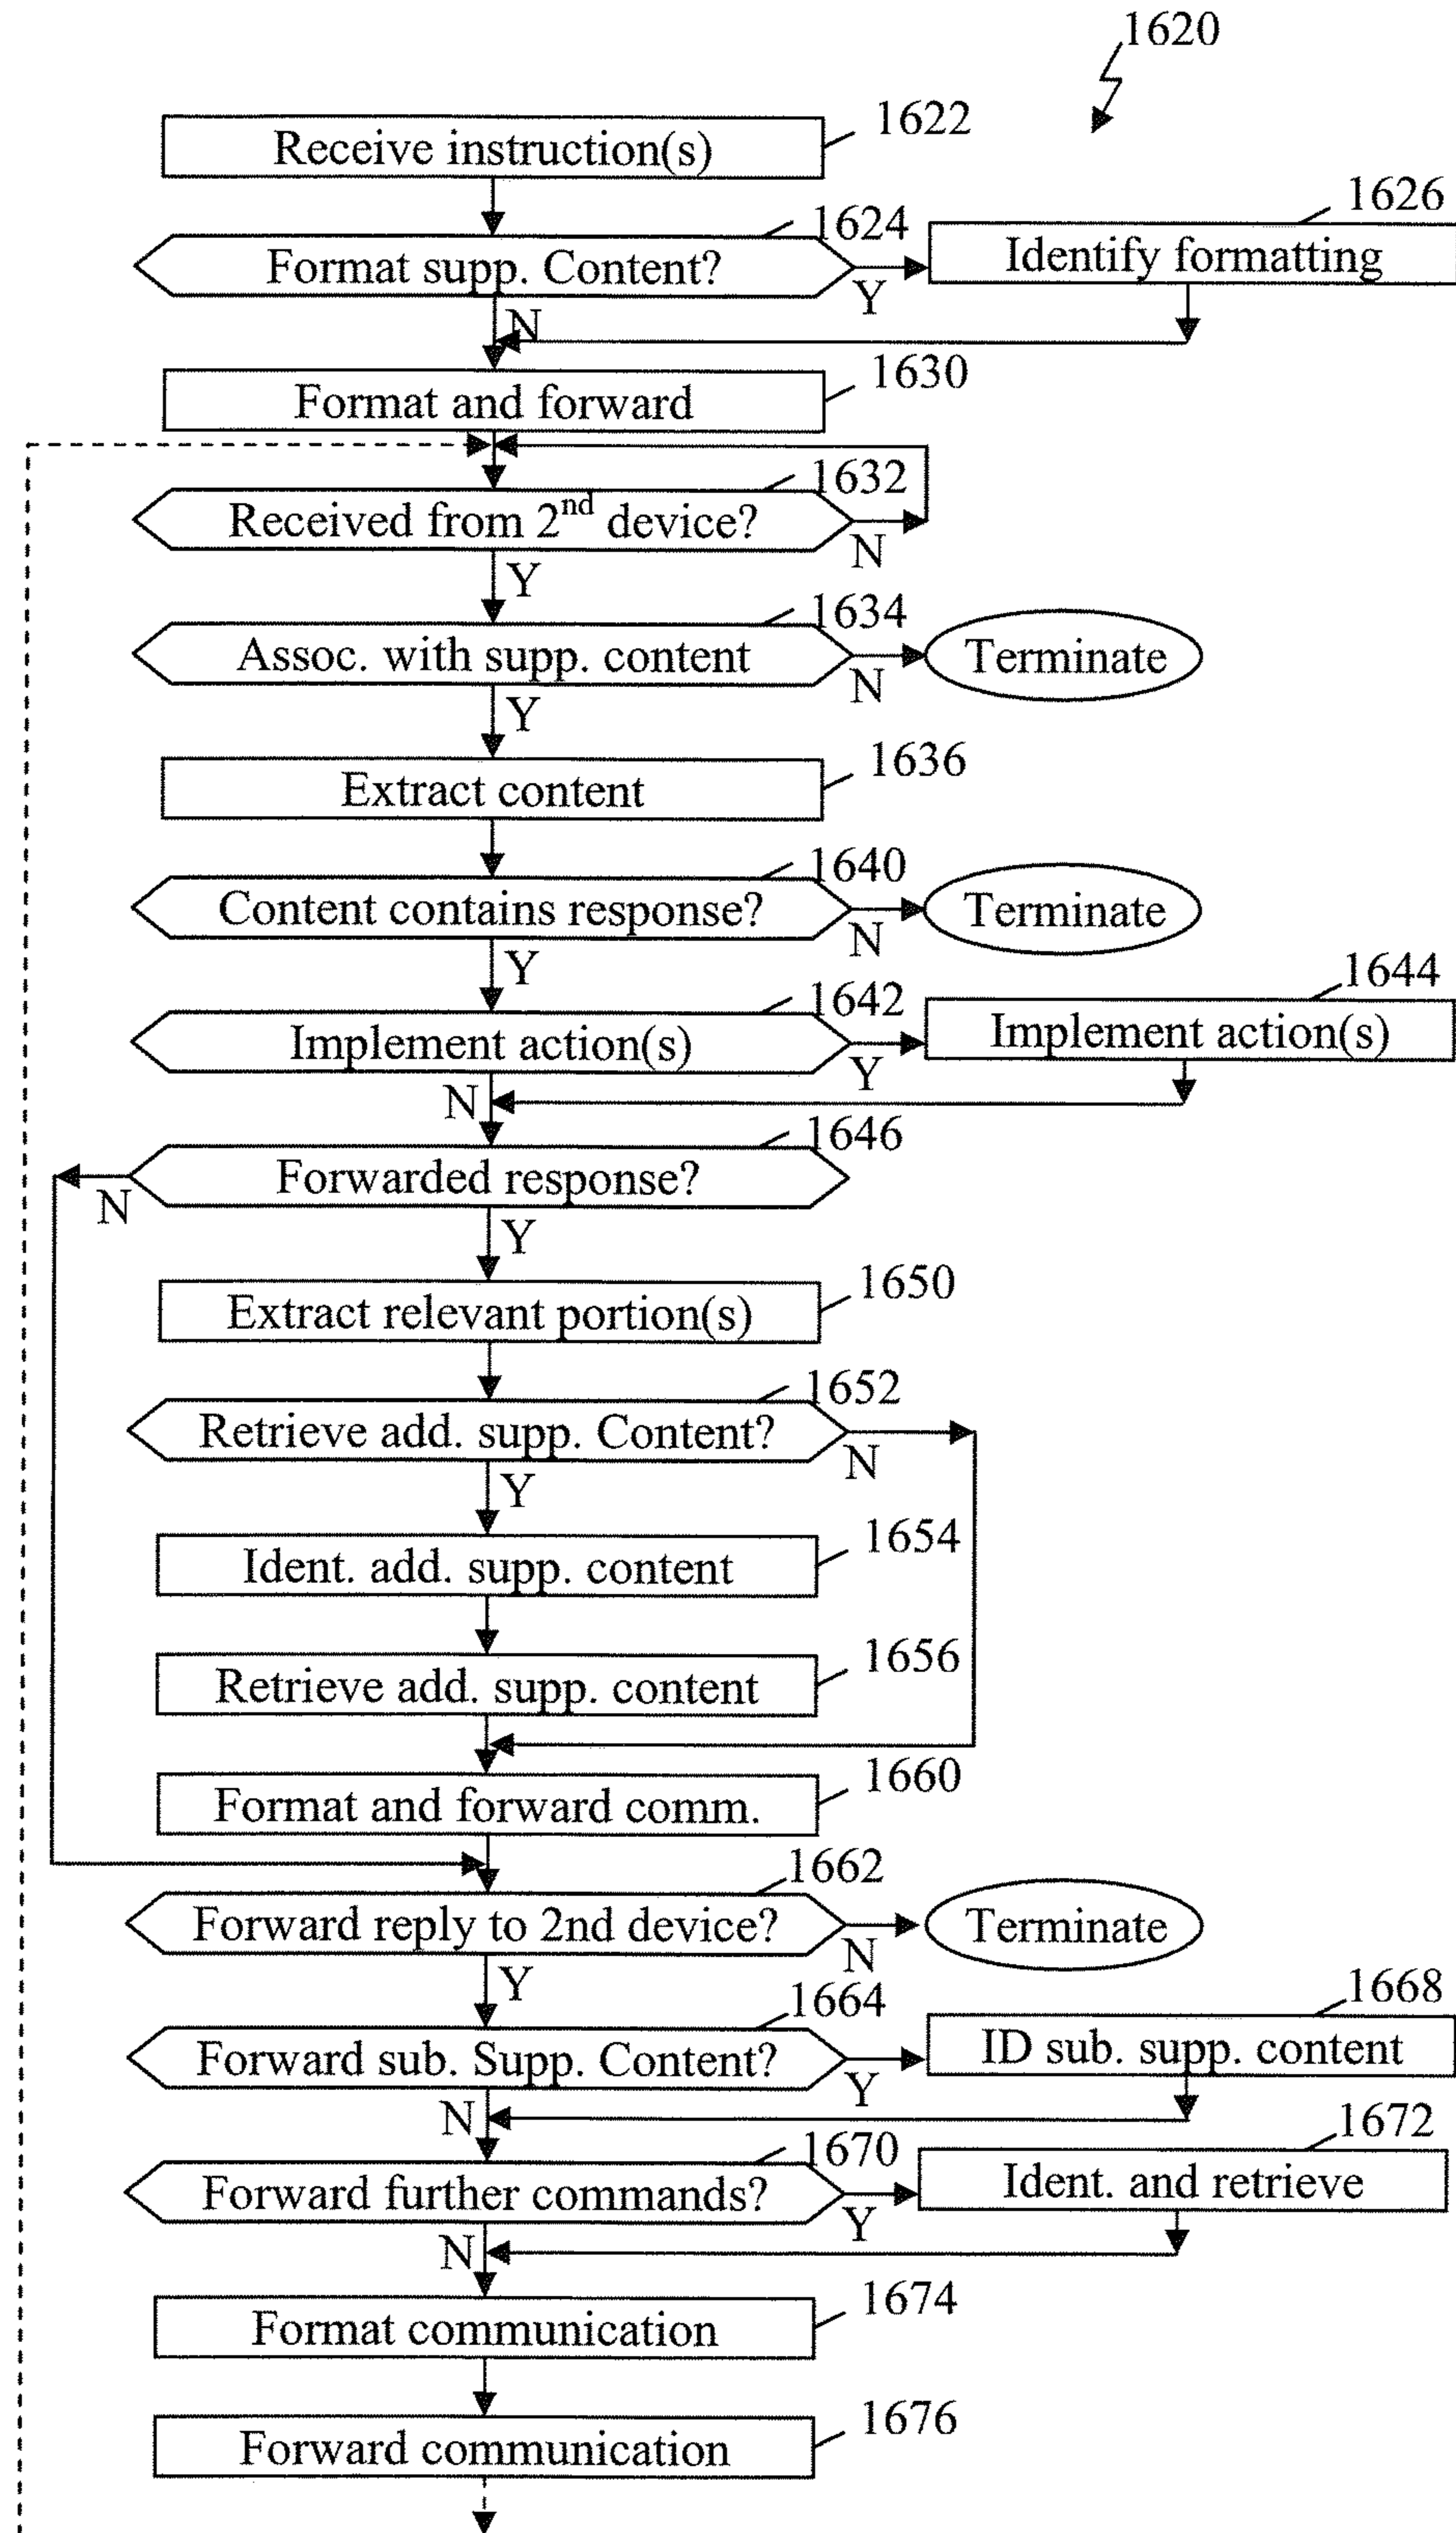 1620
1622
Receive instruction(s)
1624
1626
Format supp. Content?
Identify formatting
Y
N
1630
Format and forward
1632
Received from 2nd device?
N
Y
1634
Assoc. with supp. content
Terminate
N
Y
1636
Extract content
1640
Content contains response?
Terminate
N
Y
1644
1642
Implement action(s)
Implement action(s)
Y
N
1646
Forwarded response?
N
Y
1650
Extract relevant portion(s)
1652
Retrieve add. supp. Content?
N
Y
1654
Ident. add. supp. content
1656
Retrieve add. supp. content
1660
Format and forward comm.
1662
Forward reply to 2nd device?
Terminate
N
Y
1668
1664
Forward sub. Supp. Content?
ID sub. supp. content
Y
N
1672
1670
Forward further commands?
Ident. and retrieve
Y
N
1674
Format communication
1676
Forward communication